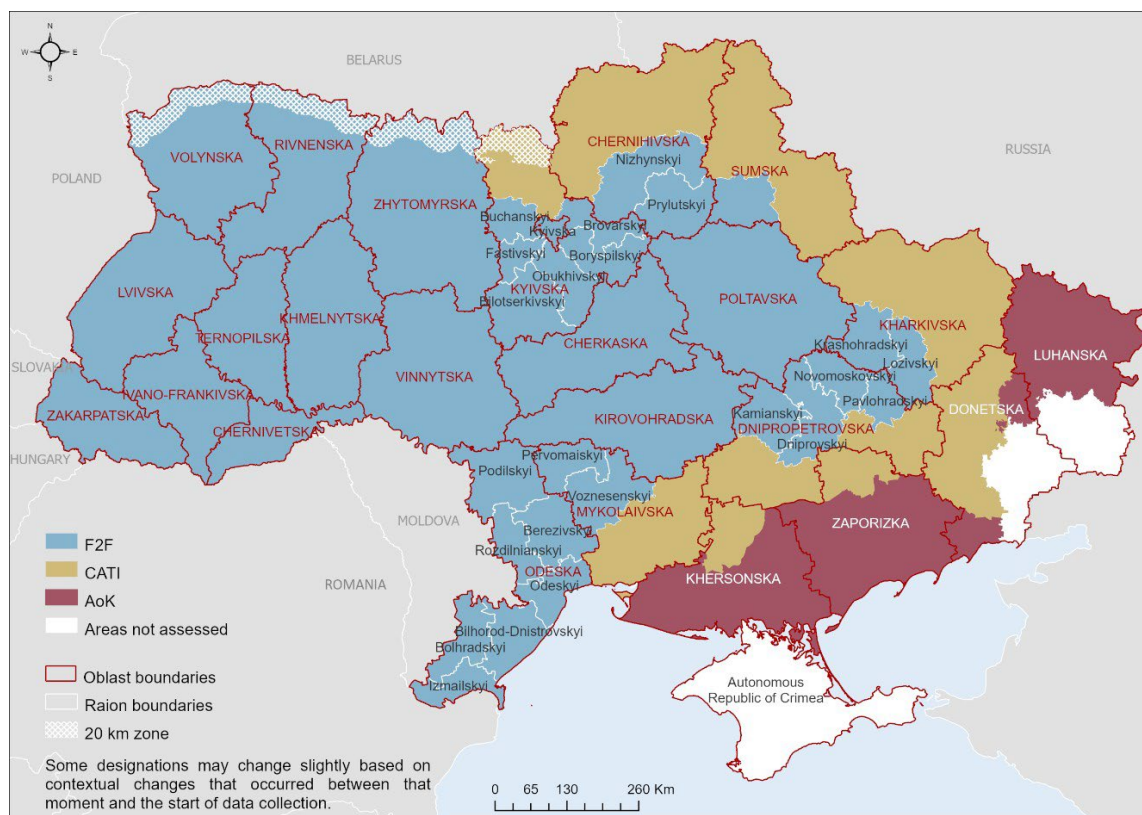 N
W E
S
BELARUS
RUSSIA
POLAND
CHERNIHIVSKA
Nizhynskyi
SUMSKA
VOLYNSKA
RIVNENSKA
ZHYTOMYRSKA
Prylutskyi
Buchanskyi
Kyivska
Brovarskyi
Fastivskyi
Boryspilskyi
Obukhivskyi
KYIVSKA
Bilotserkivskyi
LVIVSKA
POLTAVSKA
KHMELNYTSKA
TERNOPILSKA
CHERKASKA
KHARKIVSKA
Krasnohradskyi
Lozivskyi
LUHANSKA
SLOVAKIA
VINNYTSKA
Novomoskovskyi
IVANO-FRANKIVSKA
Pavlohradskyi
ZAKARPATSKA
KIROVOHRADSKA
Kamianskyi
DONETSKA
CHERNIVETSKA
DNIPROPETROVSKA
Dniprovskyi
HUNGARY
Pervomaiskyi
Podilskyi
Voznesenskyi
MYKOLAIVSKA
MOLDOVA
Berezivskyi
ZAPORIZKA
Rozdilnianskyi
ODESKA
Odeskyi
KHERSONSKA
ROMANIA
Bilhorod-Dnistrovskyi
Bolhradskyi
Izmailskyi
Autonomous
Republic of Crimea
F2F
CATI
AoK
Areas not assessed
Oblast boundaries
Raion boundaries
20 km zone
Some designations may change slightly based on
contextual changes that occurred between that
moment and the start of data collection.
0 65 130 260 Km